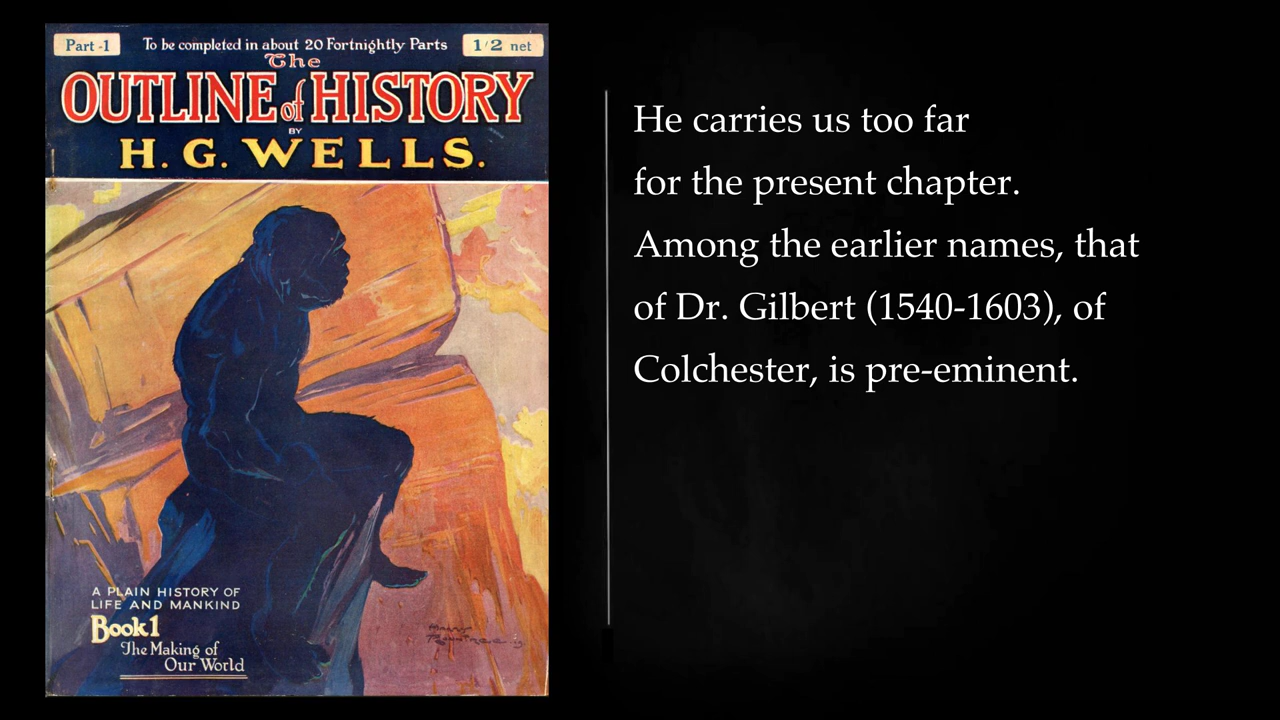 Part -1
To be completed in about 20 Fortnightly Parts
1/2 net
The
OUTLINE of HISTORY
BY
H. G. WELLS.
A PLAIN HISTORY OF
LIFE AND MANKIND
Book 1
The Making of
Our World
He carries us too far
for the present chapter.
Among the earlier names, that
of Dr. Gilbert (1540-1603), of
Colchester, is pre-eminent.